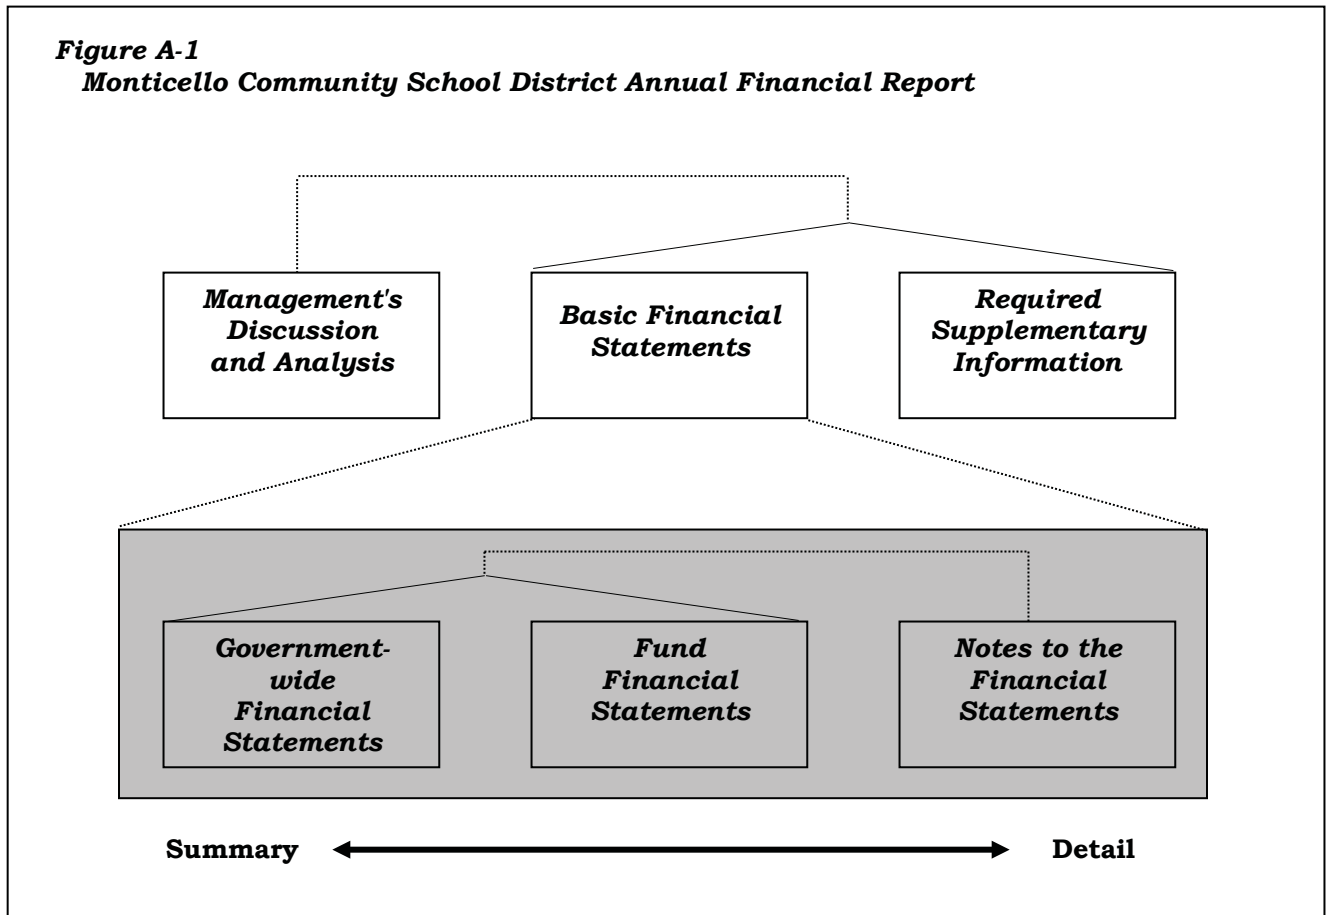 Figure A-1
Monticello Community School District Annual Financial Report
Management's
Discussion
and Analysis
Basic Financial
Statements
Required
Supplementary
Information
Government-
wide
Financial
Statements
Fund
Financial
Statements
Notes to the
Financial
Statements
Summary
Detail